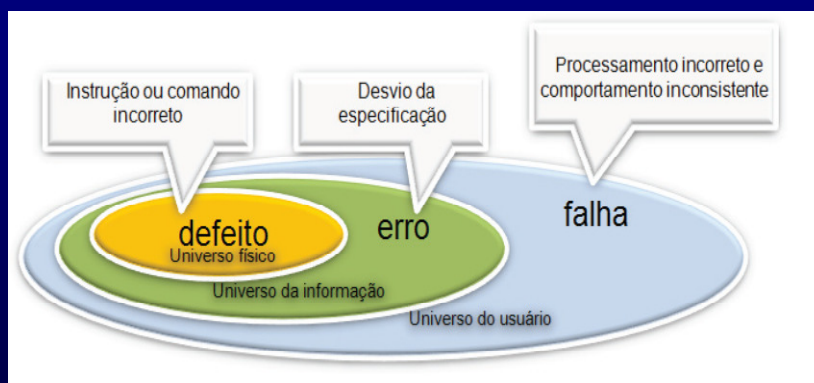 Instrução ou comando
incorreto
Desvio da
especificação
Processamento incorreto e
comportamento inconsistente
defeito
Universo físico
erro
Universo da informação
falha
Universo do usuário